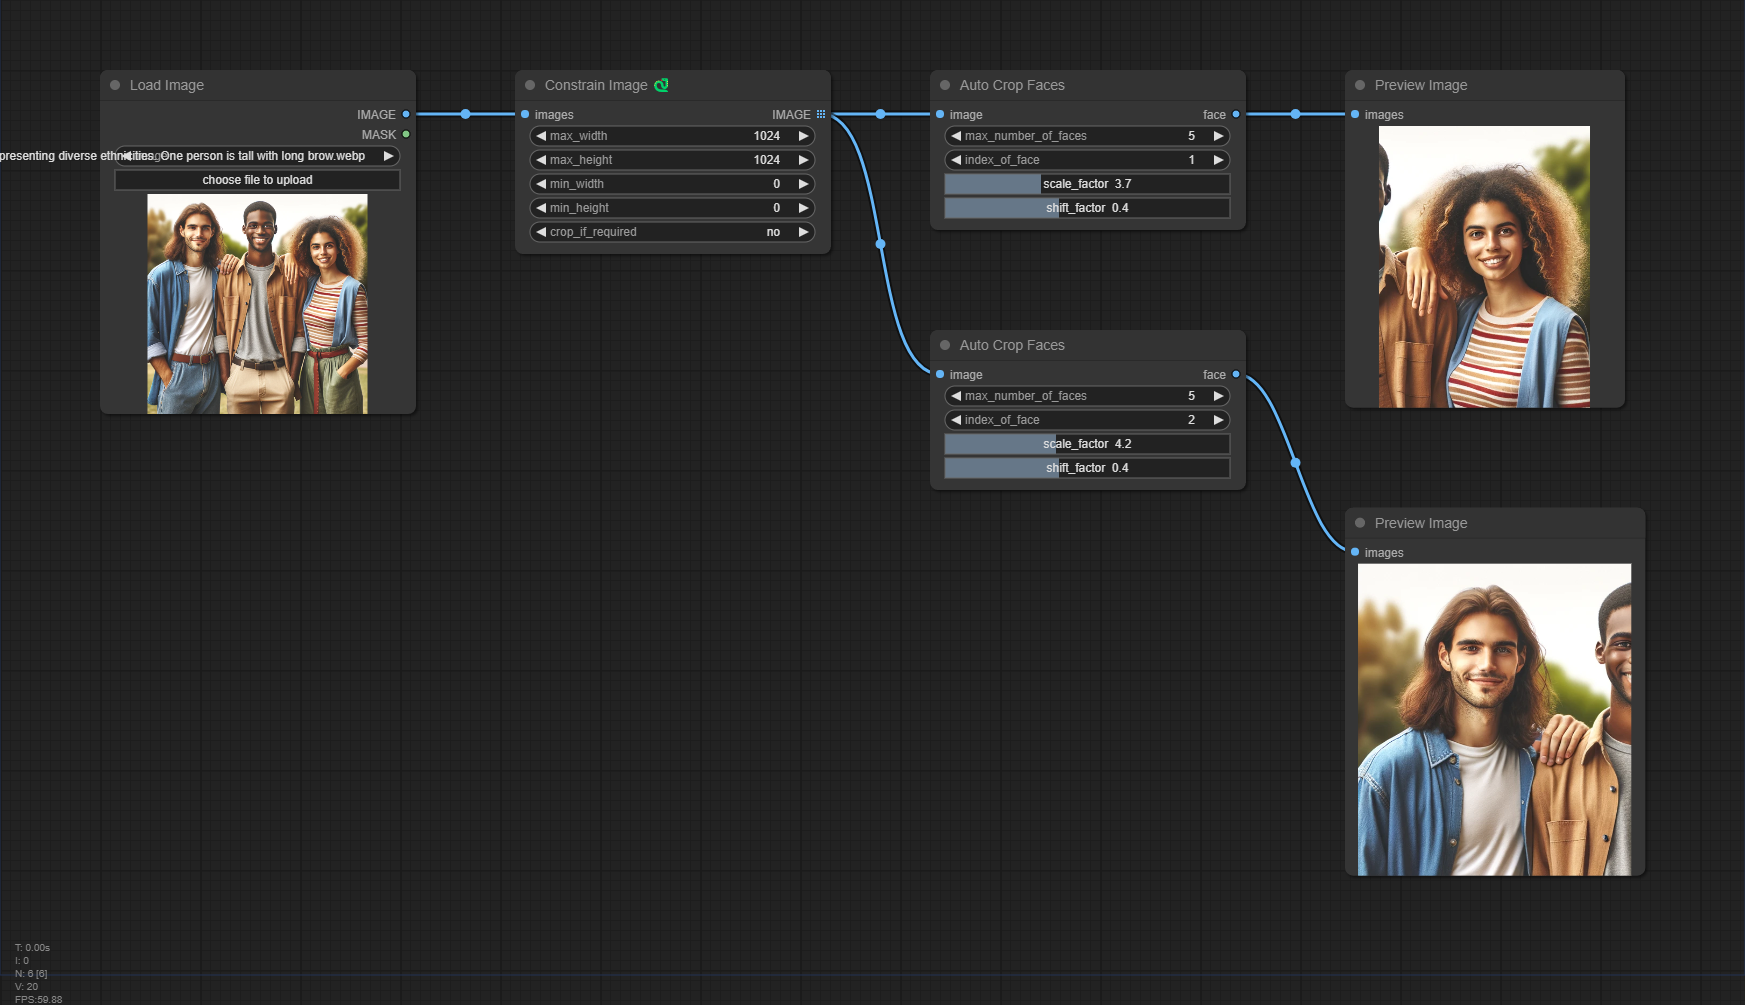 Load Image
IMAGE
MASK
presenting diverse ethnicities. One person is tall with long brow.webp
choose file to upload
Constrain Image
images IMAGE
max_width 1024
max_height 1024
min_width 0
min_height 0
crop_if_required no
Auto Crop Faces
image face
max_number_of_faces 5
index_of_face 1
scale_factor 3.7
shift_factor 0.4
Preview Image
images
Auto Crop Faces
image face
max_number_of_faces 5
index_of_face 2
scale_factor 4.2
shift_factor 0.4
Preview Image
images
T: 0.00s
I: 0
N: 6 [6]
V: 20
FPS:59.88